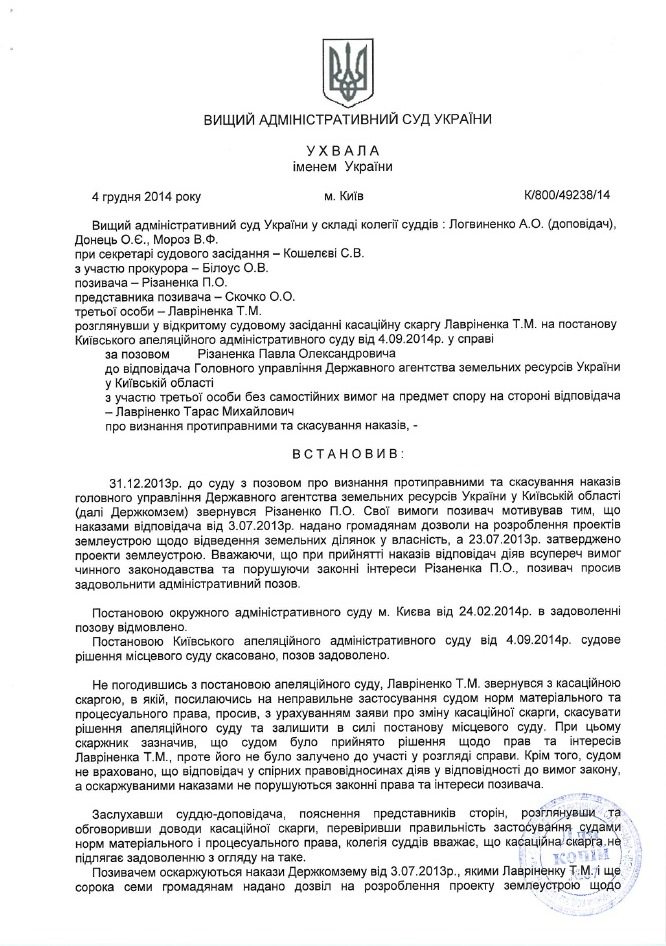 ВИЩИЙ АДМІНІСТРАТИВНИЙ СУД УКРАЇНИ
У Х В А Л А
іменем України
4 грудня 2014 року м. Київ К/800/49238/14
Вищий адміністративний суд України у складі колегії суддів : Логвиненко А.О. (доповідач),
Донець О.Є., Мороз В.Ф.
при секретарі судового засідання – Кошелєві С.В.
з участю прокурора – Білоус О.В.
позивача – Різаненка П.О.
представника позивача – Скочко О.О.
третьої особи – Лавріненка Т.М.
розглянувши у відкритому судовому засіданні касаційну скаргу Лавріненка Т.М. на постанову
Київського апеляційного адміністративного суду від 4.09.2014р. у справі
за позовом Різаненка Павла Олександровича
до відповідача Головного управління Державного агентства земельних ресурсів України
у Київській області
з участю третьої особи без самостійних вимог на предмет спору на стороні відповідача
– Лавріненко Тарас Михайлович
про визнання протиправними та скасування наказів, -
В С Т А Н О В И В :
31.12.2013р. до суду з позовом про визнання протиправними та скасування наказів
головного управління Державного агентства земельних ресурсів України у Київській області
(далі Держкомзем) звернувся Різаненко П.О. Свої вимоги позивач мотивував тим, що
наказами відповідача від 3.07.2013р. надано громадянам дозволи на розроблення проектів
землеустрою щодо відведення земельних ділянок у власність, а 23.07.2013р. затверджено
проекти землеустрою. Вважаючи, що при прийнятті наказів відповідач діяв всупереч вимог
чинного законодавства та порушуючи законні інтереси Різаненка П.О., позивач просив
задовольнити адміністративний позов.
Постановою окружного адміністративного суду м. Києва від 24.02.2014р. в задоволенні
позову відмовлено.
Постановою Київського апеляційного адміністративного суду від 4.09.2014р. судове
рішення місцевого суду скасовано, позов задоволено.
Не погодившись з постановою апеляційного суду, Лавріненко Т.М. звернувся з касаційною
скаргою, в якій, посилаючись на неправильне застосування судом норм матеріального та
процесуального права, просив, з урахуванням заяви про зміну касаційної скарги, скасувати
рішення апеляційного суду та залишити в силі постанову місцевого суду. При цьому
скаржник зазначив, що судом було прийнято рішення щодо прав та інтересів
Лавріненка Т.М., проте його не було залучено до участі у розгляді справи. Крім того, судом
не враховано, що відповідач у спірних правовідносинах діяв у відповідності до вимог закону,
а оскаржуваними наказами не порушуються законні права та інтереси позивача.
Заслухавши суддю-доповідача, пояснення представників сторін, розглянувши та
обговоривши доводи касаційної скарги, перевіривши правильність застосування судами
норм матеріального і процесуального права, колегія суддів вважає, що касаційна скарга не
підлягає задоволенню з огляду на таке.
Позивачем оскаржуються накази Держкомзему від 3.07.2013р., якими Лавріненку Т.М. і ще
сорока семи громадянам надано дозвіл на розроблення проекту землеустрою щодо
Для
копій